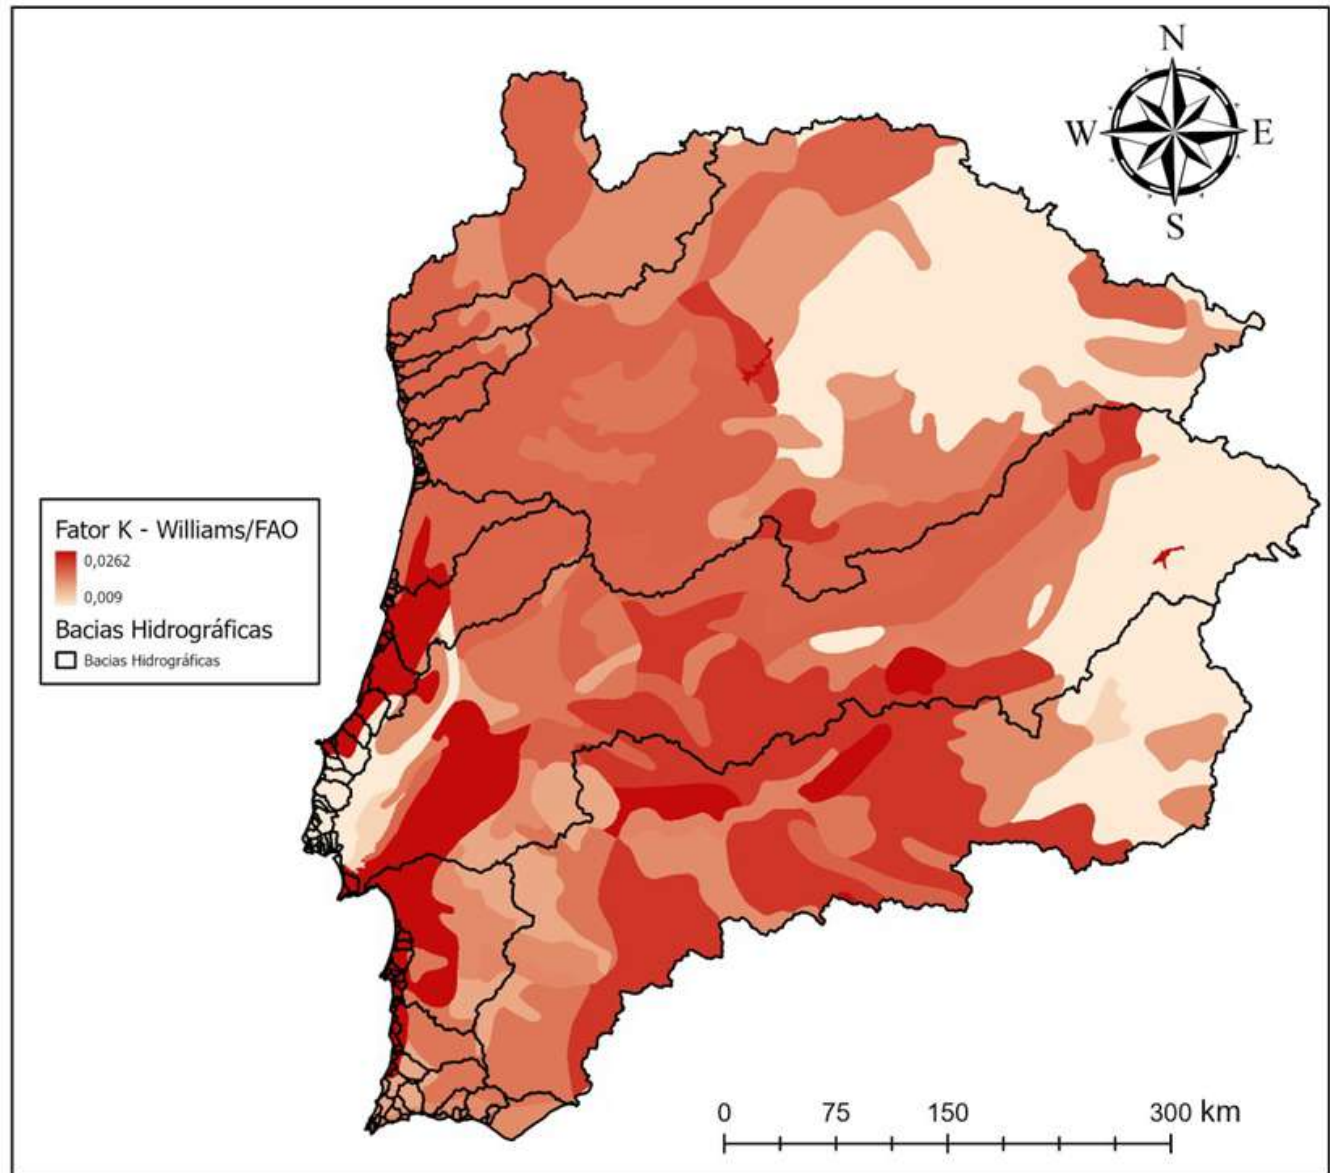 N
W E
S
Fator K - Williams/FAO
0,0262
0,009
Bacias Hidrográficas
Bacias Hidrográficas
0 75 150 300 km